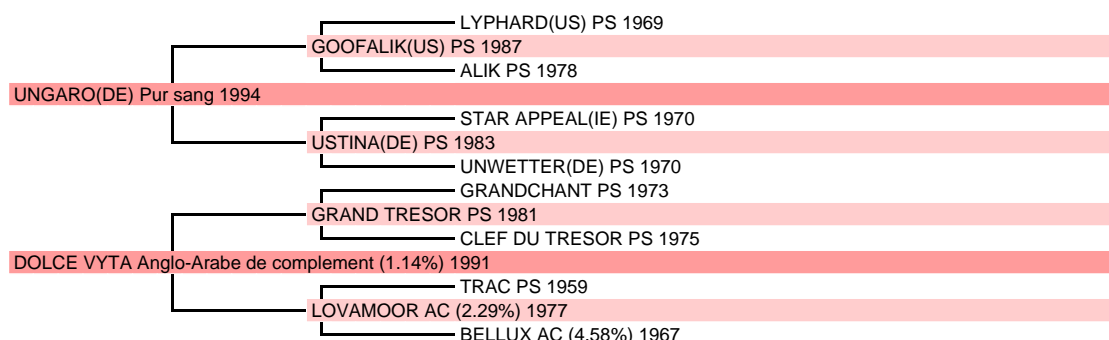 LYPHARD(US) PS 1969
GOOFALIK(US) PS 1987
ALIK PS 1978
UNGARO(DE) Pur sang 1994
STAR APPEAL(IE) PS 1970
USTINA(DE) PS 1983
UNWETTER(DE) PS 1970
GRANDCHANT PS 1973
GRAND TRESOR PS 1981
CLEF DU TRESOR PS 1975
DOLCE VYTA Anglo-Arabe de complement (1.14%) 1991
TRAC PS 1959
LOVAMOOR AC (2.29%) 1977
BELLUX AC (4.58%) 1967